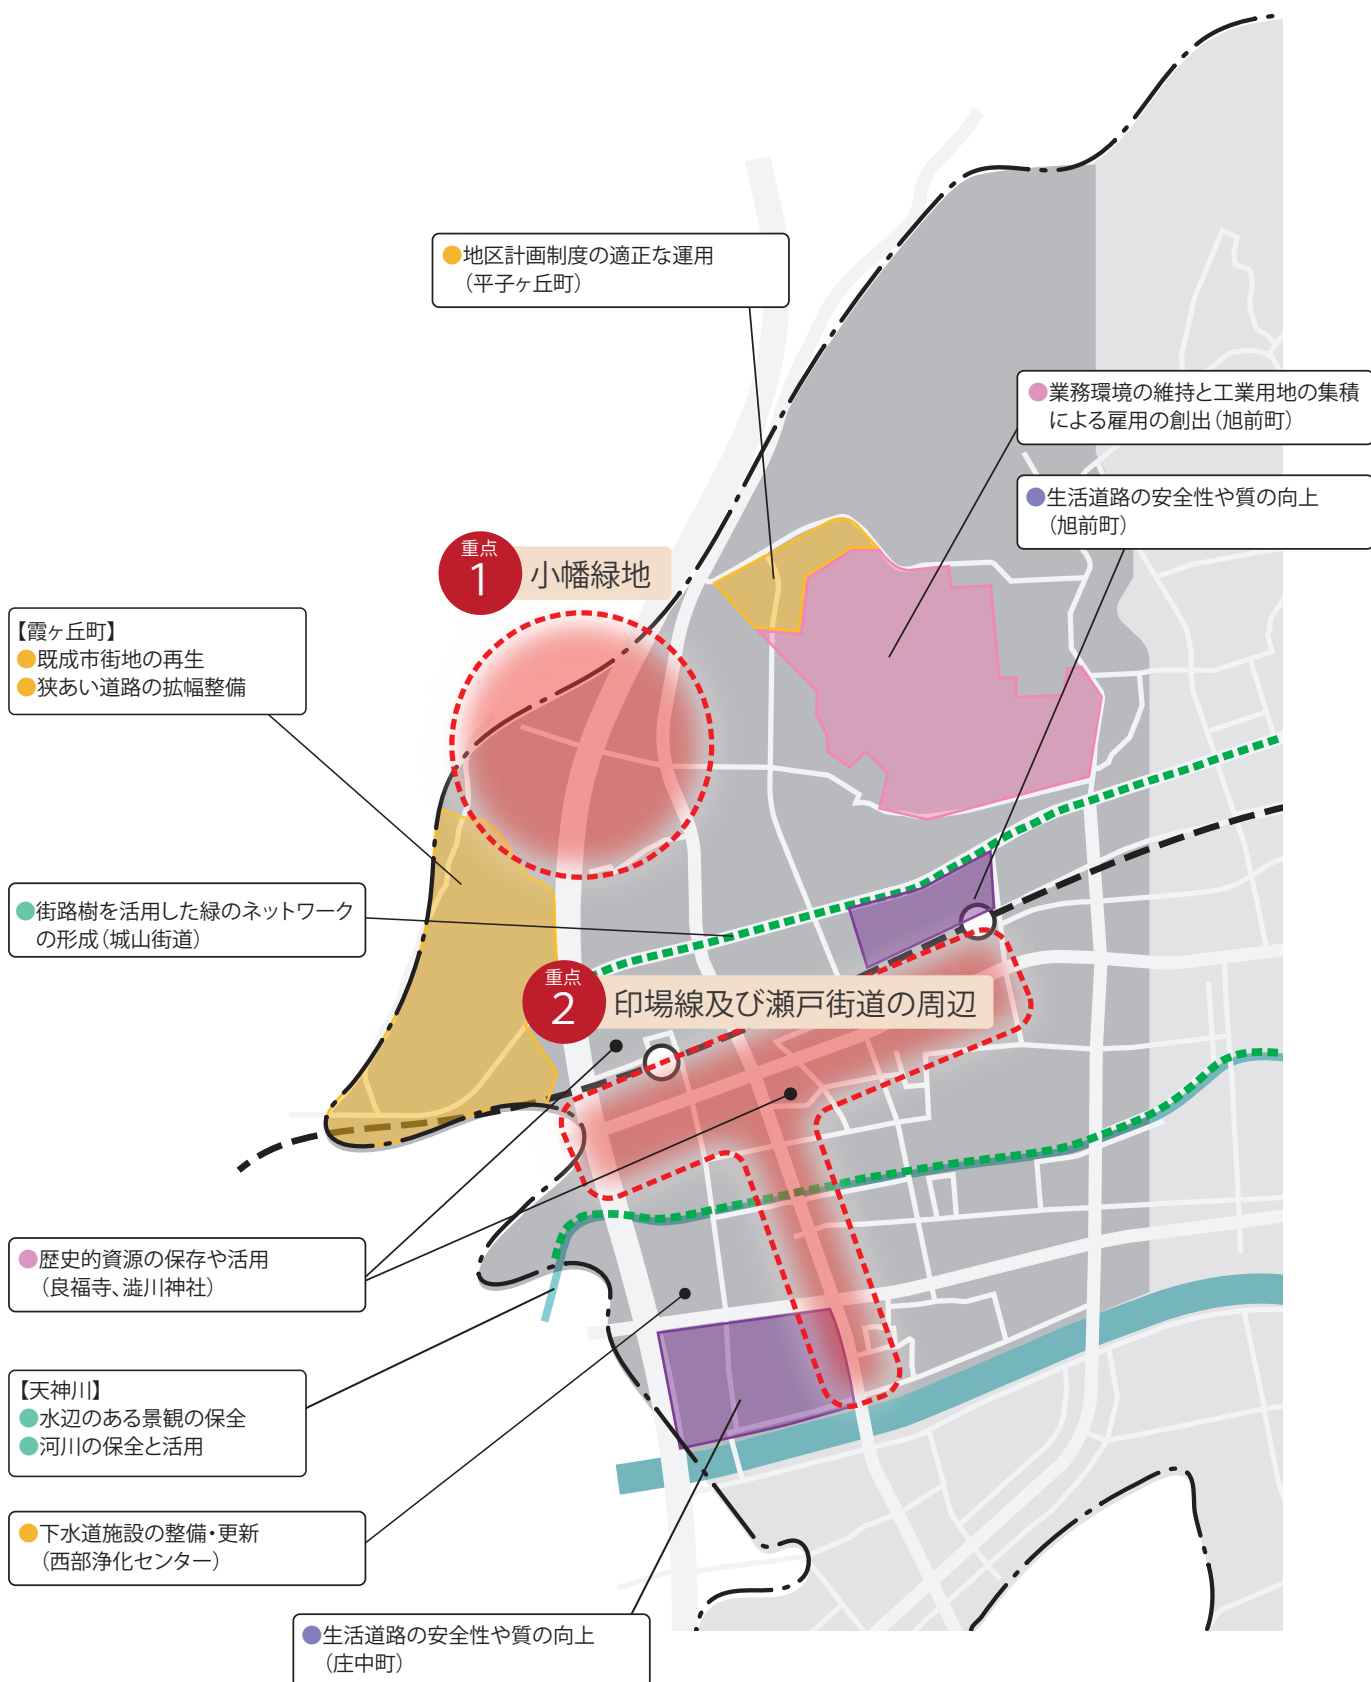 ●地区計画制度の適正な運用
（平子ヶ丘町）
●業務環境の維持と工業用地の集積
による雇用の創出（旭前町）
●生活道路の安全性や質の向上
（旭前町）
重点
1
小幡緑地
【霞ヶ丘町】
●既成市街地の再生
●狭あい道路の拡幅整備
●街路樹を活用した緑のネットワーク
の形成（城山街道）
重点
2
印場線及び瀬戸街道の周辺
●歴史的資源の保存や活用
（良福寺、澁川神社）
【天神川】
●水辺のある景観の保全
●河川の保全と活用
●下水道施設の整備・更新
（西部浄化センター）
●生活道路の安全性や質の向上
（庄中町）